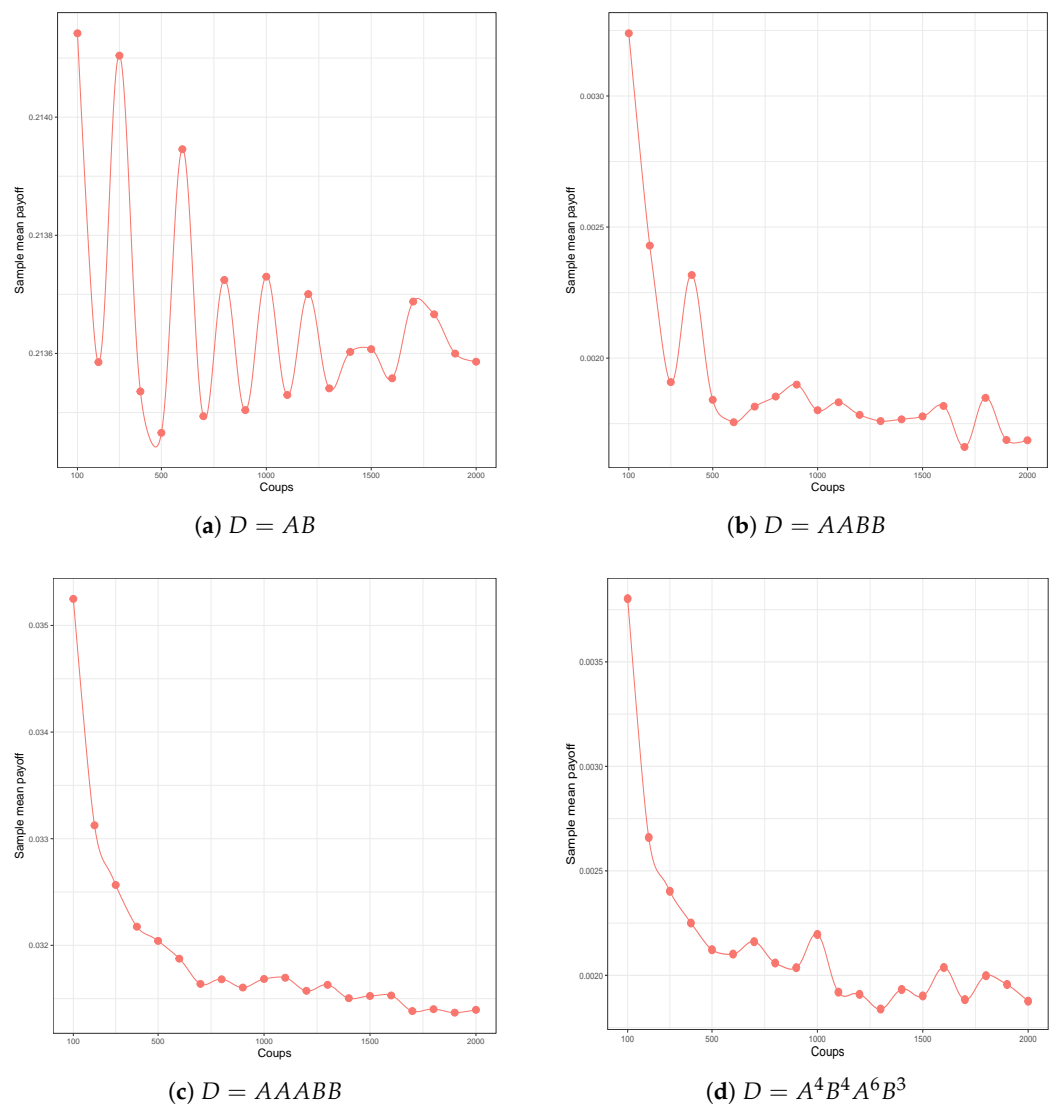 0.2140
0.2138
0.2136
Sample mean payoff
100 500 1000 1500 2000
Coups
(a) D = AB
0.0030
0.0025
0.0020
Sample mean payoff
100 500 1000 1500 2000
Coups
(b) D = AABB
0.035
0.034
0.033
0.032
Sample mean payoff
100 500 1000 1500 2000
Coups
(c) D = AAABB
0.0035
0.0030
0.0025
0.0020
Sample mean payoff
100 500 1000 1500 2000
Coups
(d) D = A⁴B⁴A⁶B³